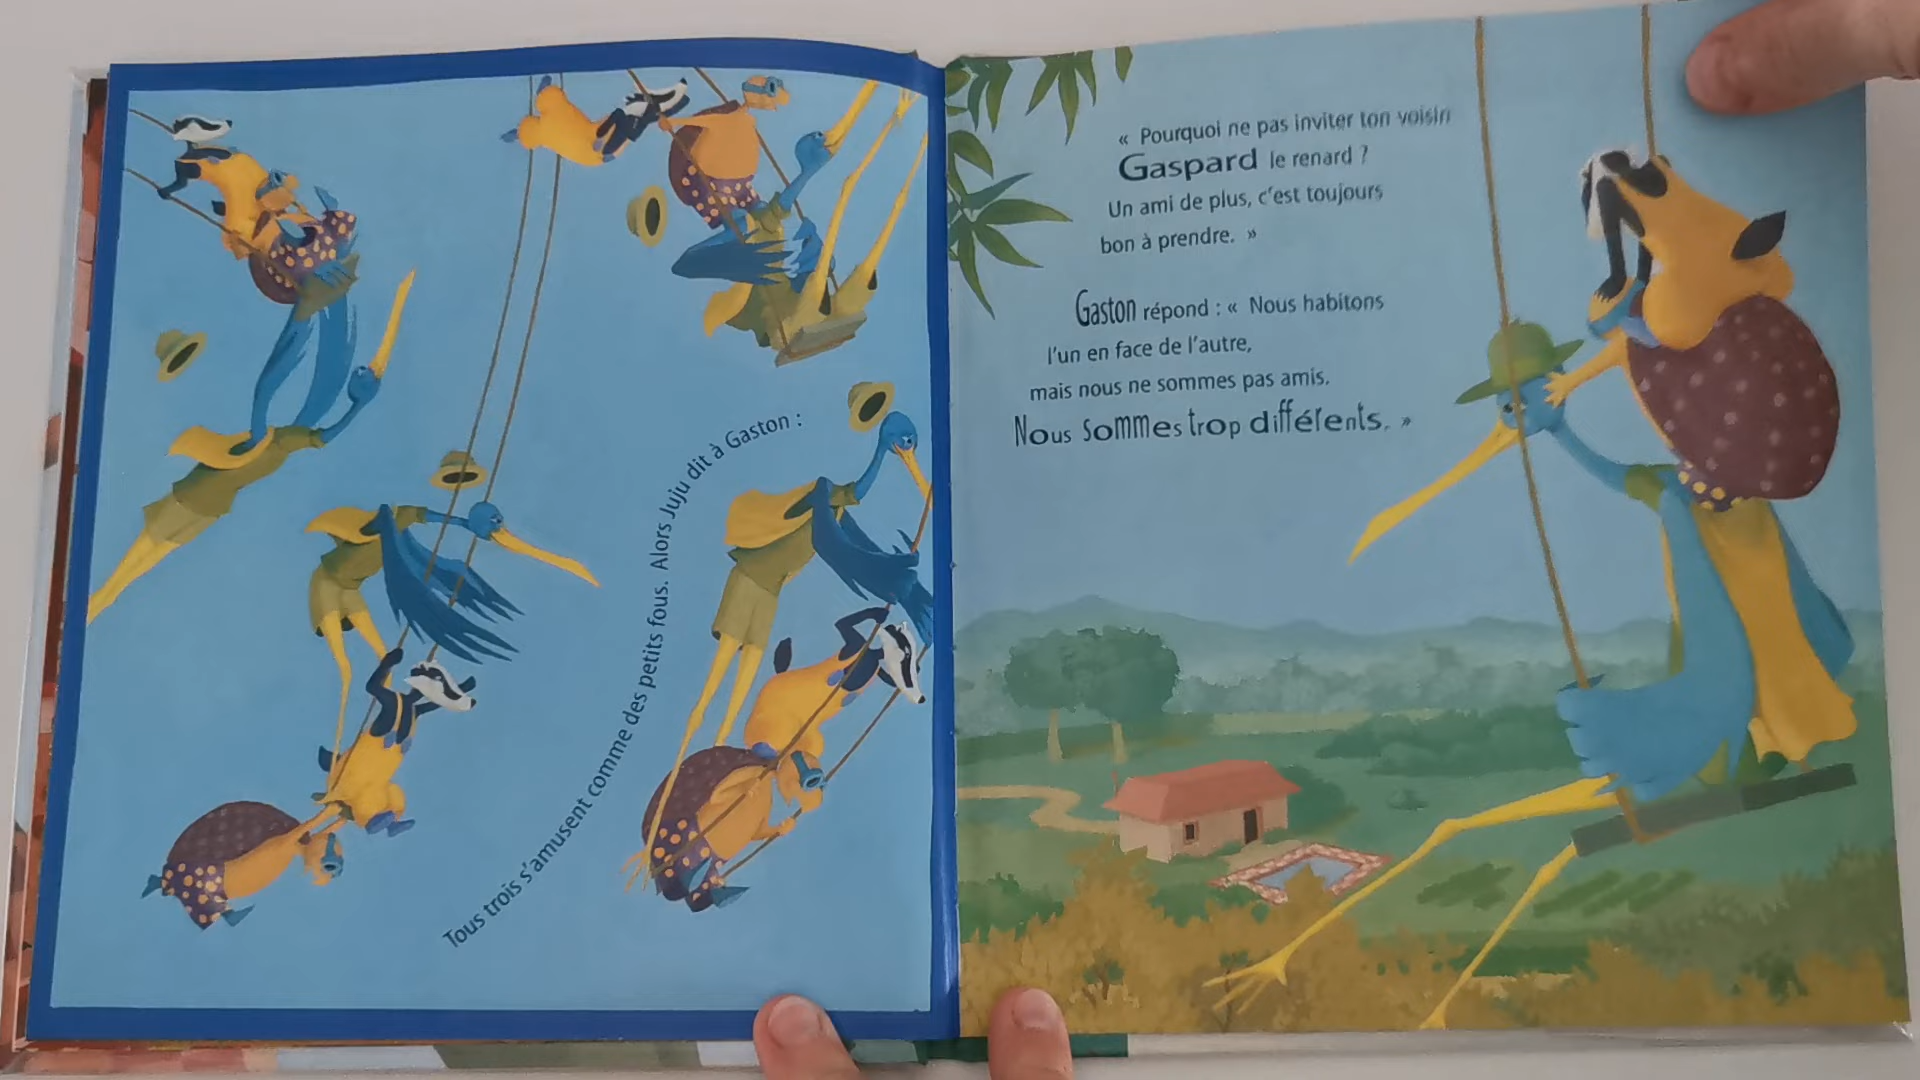 Tous trois s'amusent comme des petits fous. Alors Juju dit à Gaston :
« Pourquoi ne pas inviter ton voisin
Gaspard le renard ?
Un ami de plus, c'est toujours
bon à prendre. »
Gaston répond : « Nous habitons
l'un en face de l'autre,
mais nous ne sommes pas amis.
Nous sommes trop différents. »